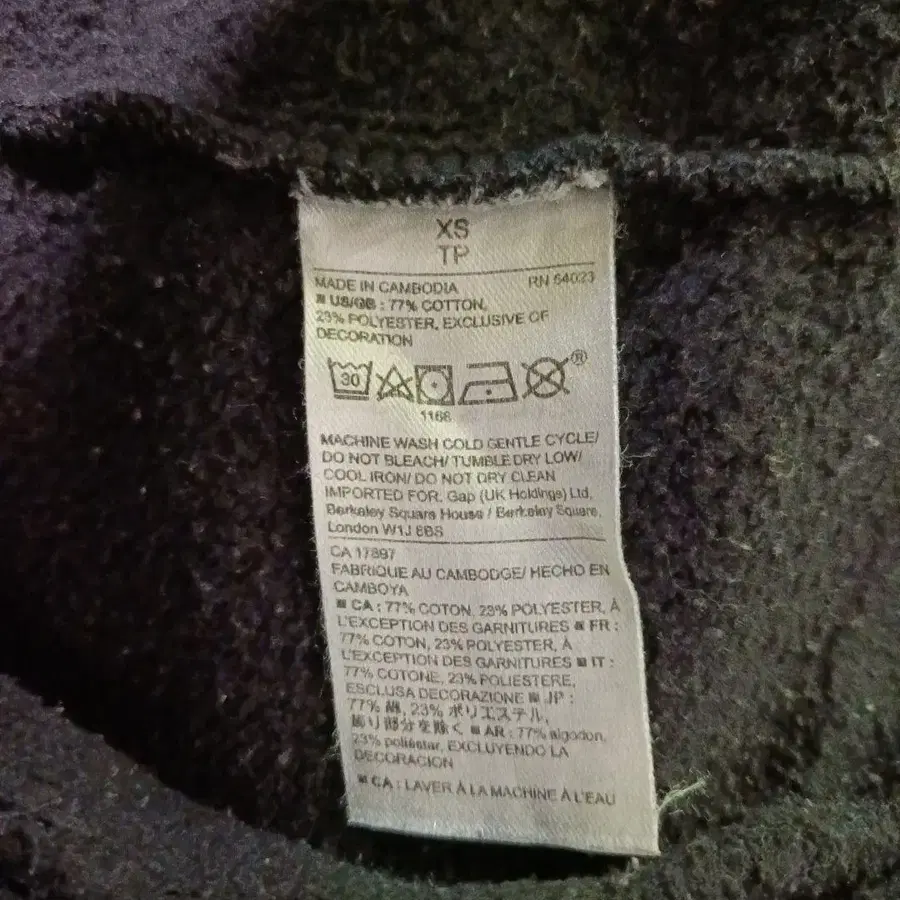 XS
TP
MADE IN CAMBODIA RN 54023
■ US/GB : 77% COTTON,
23% POLYESTER, EXCLUSIVE OF
DECORATION
30 ®
1166
MACHINE WASH COLD GENTLE CYCLE/
DO NOT BLEACH/ TUMBLE DRY LOW/
COOL IRON/ DO NOT DRY CLEAN
IMPORTED FOR: Gap (UK Holdings) Ltd,
Berkeley Square House / Berkeley Square,
London W1J 6BS
CA 17897
FABRIQUE AU CAMBODGE/ HECHO EN
CAMBOYA
■ CA : 77% COTON, 23% POLYESTER, À
L'EXCEPTION DES GARNITURES ■ FR :
77% COTON, 23% POLYESTER, À
L'EXCEPTION DES GARNITURES ■ IT :
77% COTONE, 23% POLIESTERE,
ESCLUSA DECORAZIONE ■ JP :
77% 綿, 23% ポリエステル,
飾り部分を除く ■ AR : 77% algodon,
23% poliéster, EXCLUYENDO LA
DECORACION
■ CA : LAVER À LA MACHINE À L'EAU